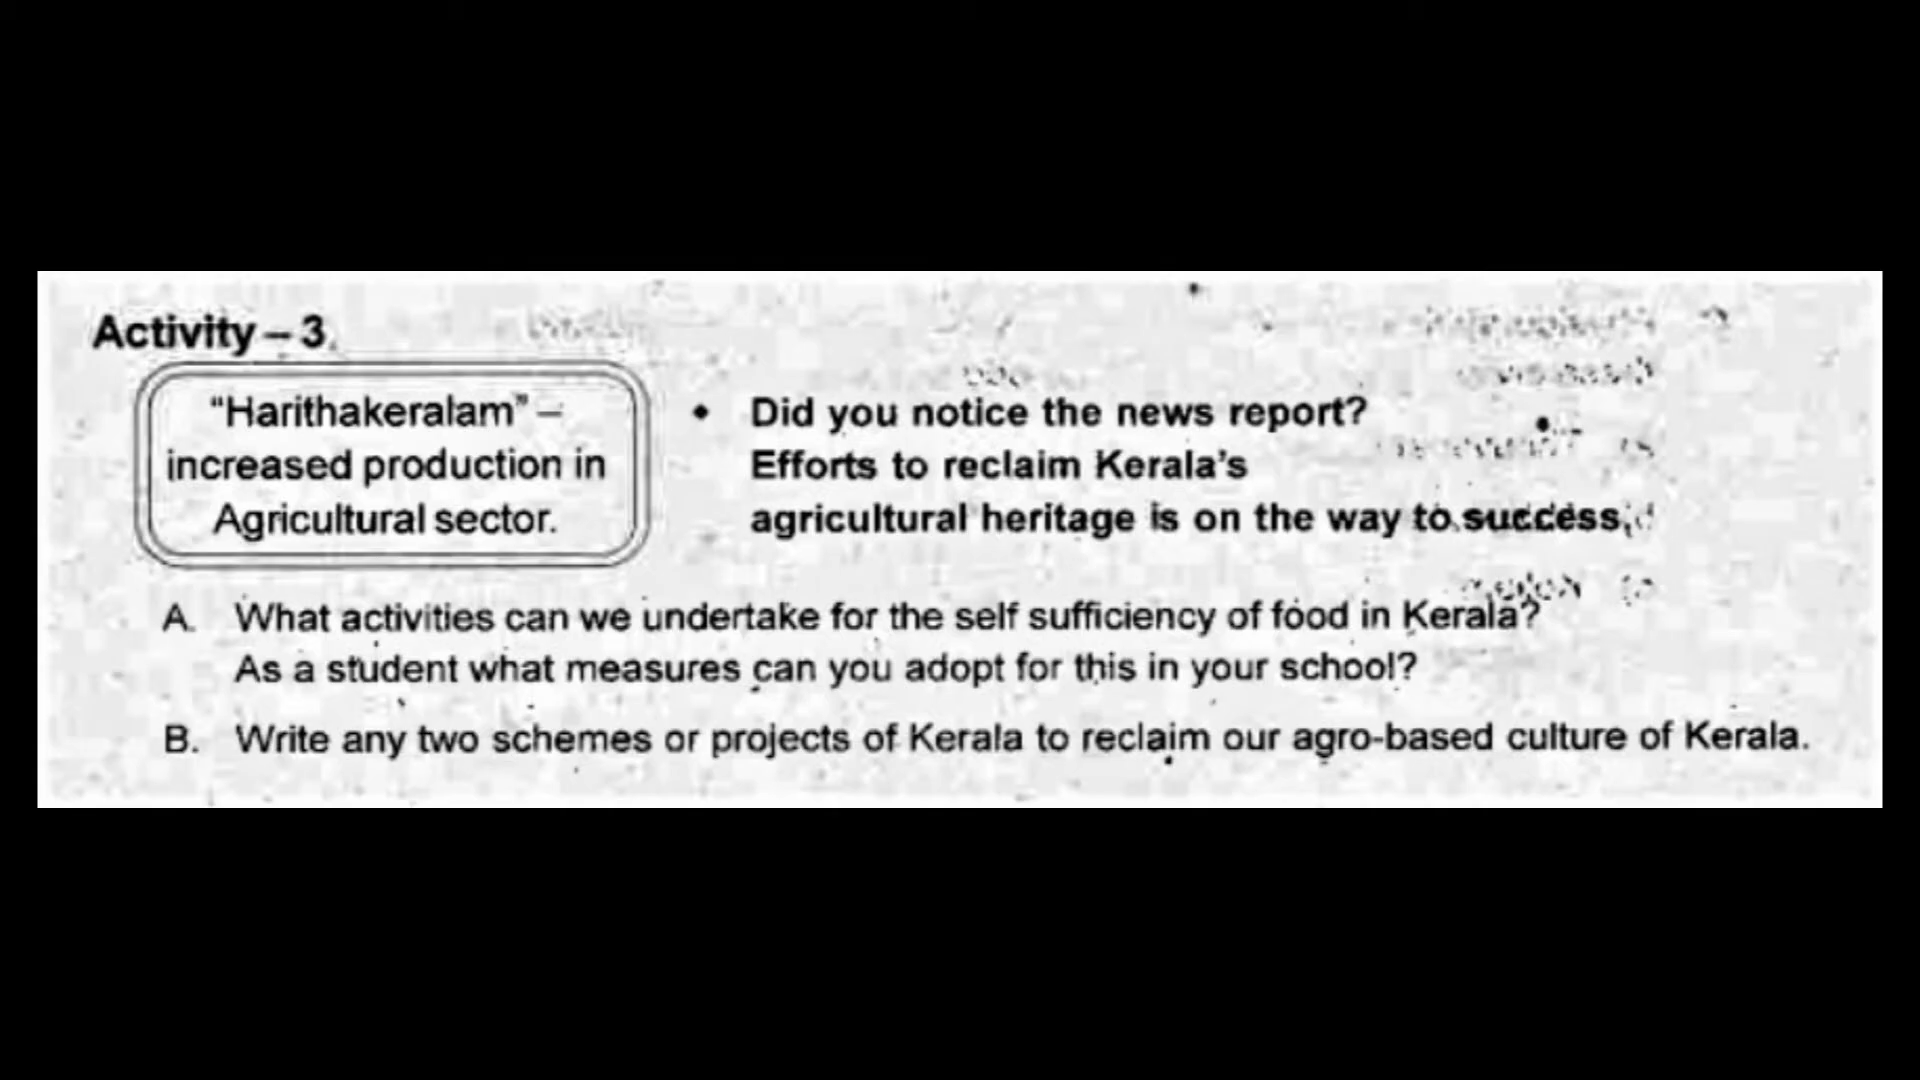 Activity – 3
"Harithakeralam" –
increased production in
Agricultural sector.
• Did you notice the news report?
Efforts to reclaim Kerala's
agricultural heritage is on the way to success.
A. What activities can we undertake for the self sufficiency of food in Kerala?
As a student what measures can you adopt for this in your school?
B. Write any two schemes or projects of Kerala to reclaim our agro-based culture of Kerala.